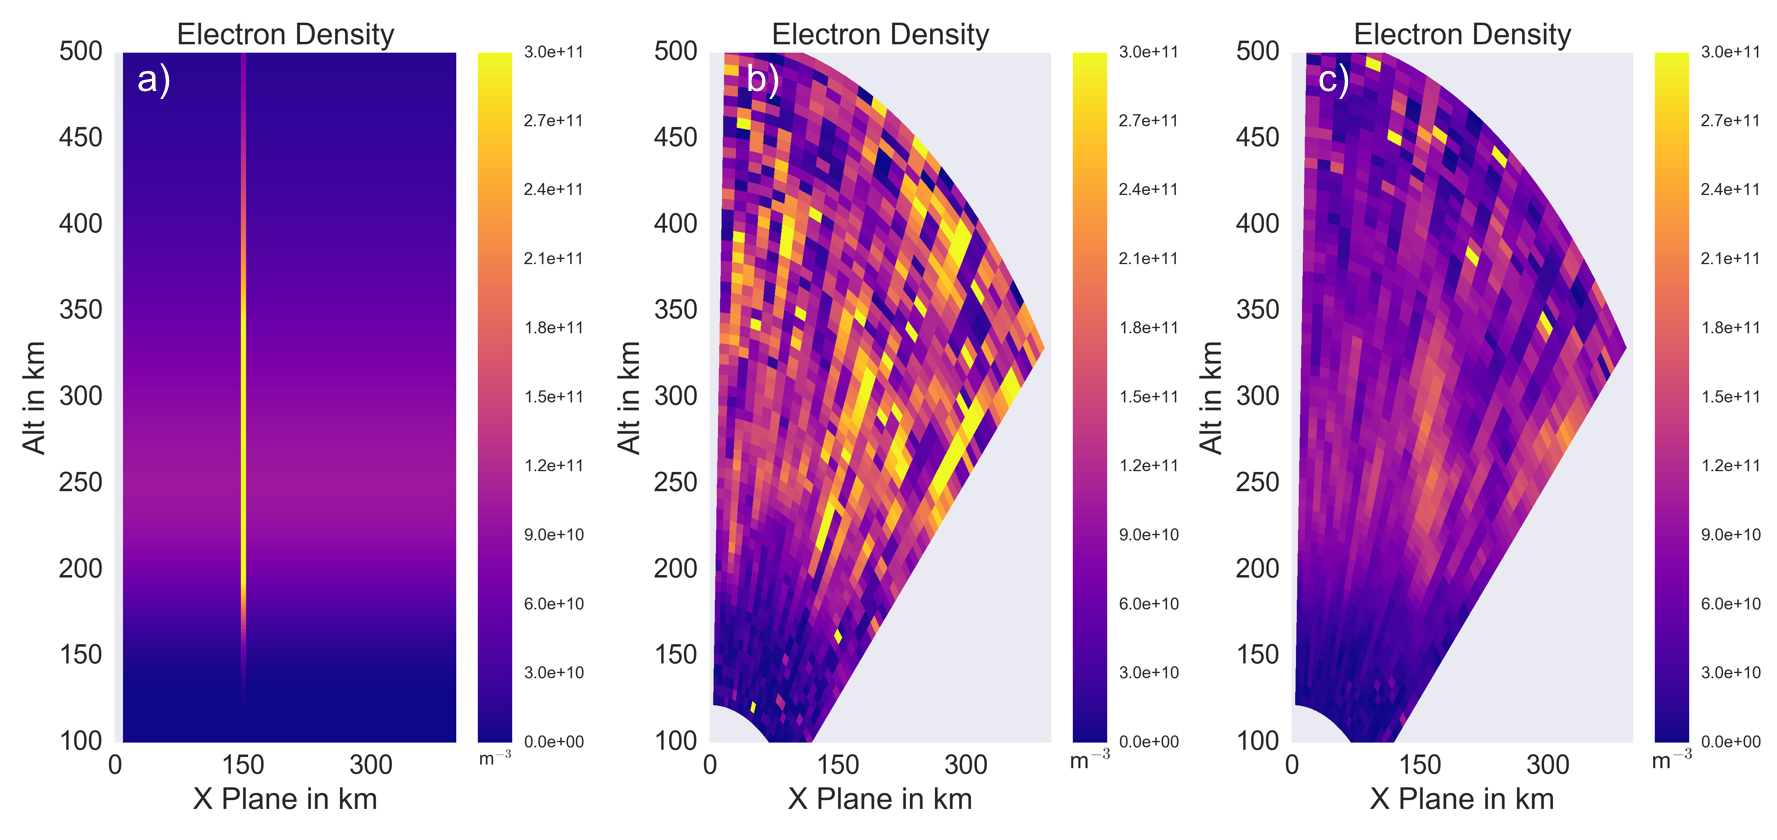 Electron Density
a)
500
450
400
350
300
250
200
150
100
0
150
300
Alt in km
X Plane in km
3.0e+11
2.7e+11
2.4e+11
2.1e+11
1.8e+11
1.5e+11
1.2e+11
9.0e+10
6.0e+10
3.0e+10
0.0e+00
m⁻³
Electron Density
b)
500
450
400
350
300
250
200
150
100
0
150
300
Alt in km
X Plane in km
3.0e+11
2.7e+11
2.4e+11
2.1e+11
1.8e+11
1.5e+11
1.2e+11
9.0e+10
6.0e+10
3.0e+10
0.0e+00
m⁻³
Electron Density
c)
500
450
400
350
300
250
200
150
100
0
150
300
Alt in km
X Plane in km
3.0e+11
2.7e+11
2.4e+11
2.1e+11
1.8e+11
1.5e+11
1.2e+11
9.0e+10
6.0e+10
3.0e+10
0.0e+00
m⁻³